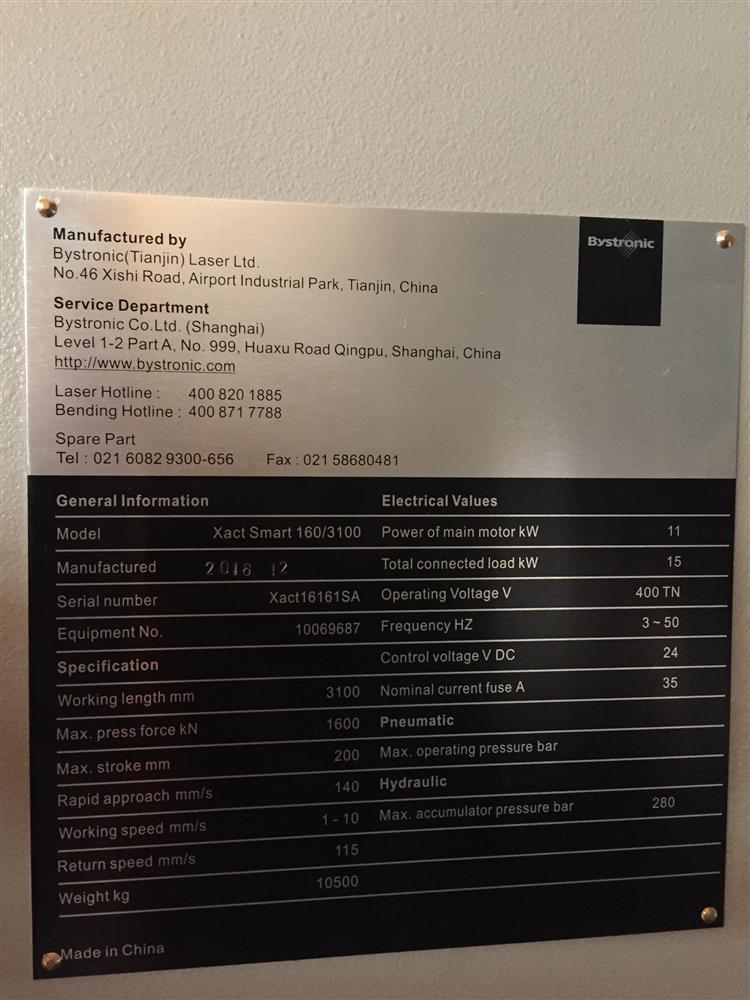 Bystronic
Manufactured by
Bystronic(Tianjin) Laser Ltd.
No.46 Xishi Road, Airport Industrial Park, Tianjin, China
Service Department
Bystronic Co.Ltd. (Shanghai)
Level 1-2 Part A, No. 999, Huaxu Road Qingpu, Shanghai, China
http://www.bystronic.com
Laser Hotline : 400 820 1885
Bending Hotline : 400 871 7788
Spare Part
Tel : 021 6082 9300-656 Fax : 021 58680481
General Information
Model Xact Smart 160/3100
Manufactured 2016 12
Serial number Xact16161SA
Equipment No. 10069687
Specification
Working length mm 3100
Max. press force kN 1600
Max. stroke mm 200
Rapid approach mm/s 140
Working speed mm/s 1 - 10
Return speed mm/s 115
Weight kg 10500
Electrical Values
Power of main motor kW 11
Total connected load kW 15
Operating Voltage V 400 TN
Frequency HZ 3 ~ 50
Control voltage V DC 24
Nominal current fuse A 35
Pneumatic
Max. operating pressure bar
Hydraulic
Max. accumulator pressure bar 280
Made in China